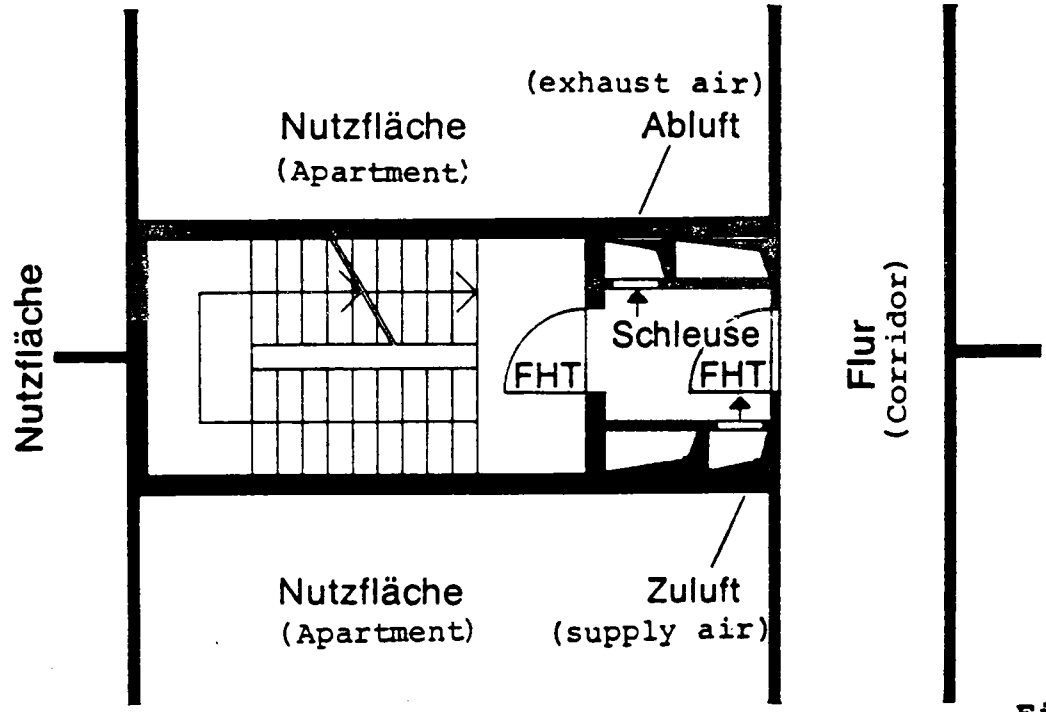 (exhaust air)
Nutzfläche
(Apartment)
Abluft
Nutzfläche
Schleuse
FHT
FHT
Flur
(Corridor)
Nutzfläche
(Apartment)
Zuluft
(supply air)